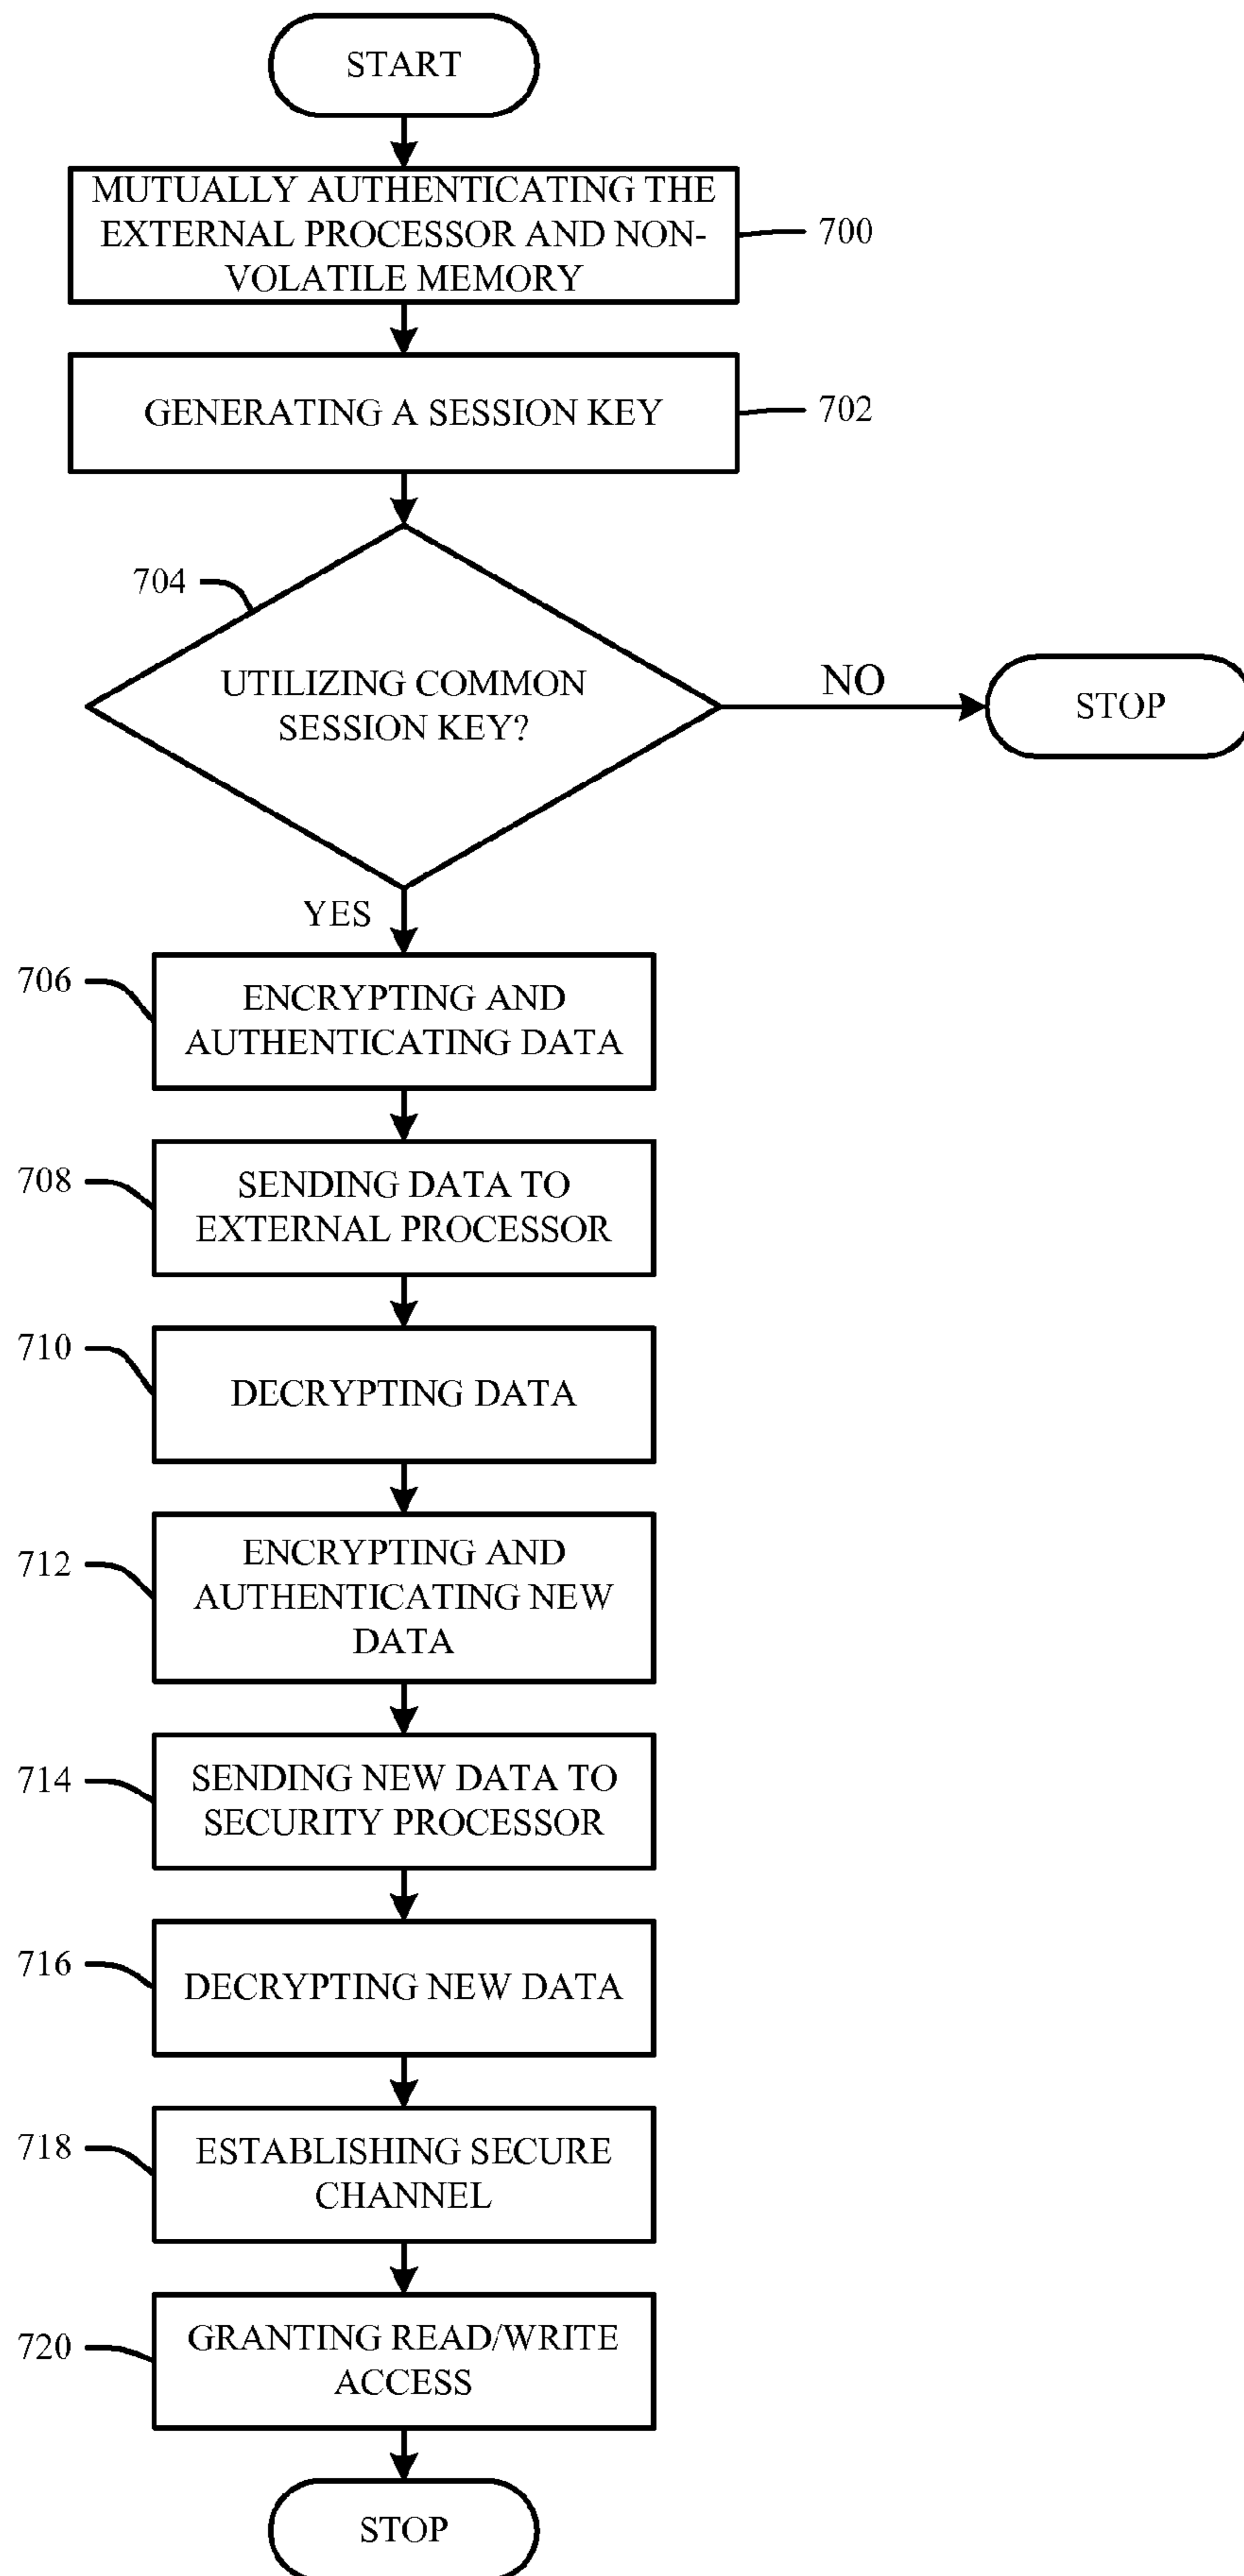 START
MUTUALLY AUTHENTICATING THE
EXTERNAL PROCESSOR AND NON-
VOLATILE MEMORY
700
GENERATING A SESSION KEY
702
704
UTILIZING COMMON
SESSION KEY?
NO
STOP
YES
706
ENCRYPTING AND
AUTHENTICATING DATA
708
SENDING DATA TO
EXTERNAL PROCESSOR
710
DECRYPTING DATA
712
ENCRYPTING AND
AUTHENTICATING NEW
DATA
714
SENDING NEW DATA TO
SECURITY PROCESSOR
716
DECRYPTING NEW DATA
718
ESTABLISHING SECURE
CHANNEL
720
GRANTING READ/WRITE
ACCESS
STOP